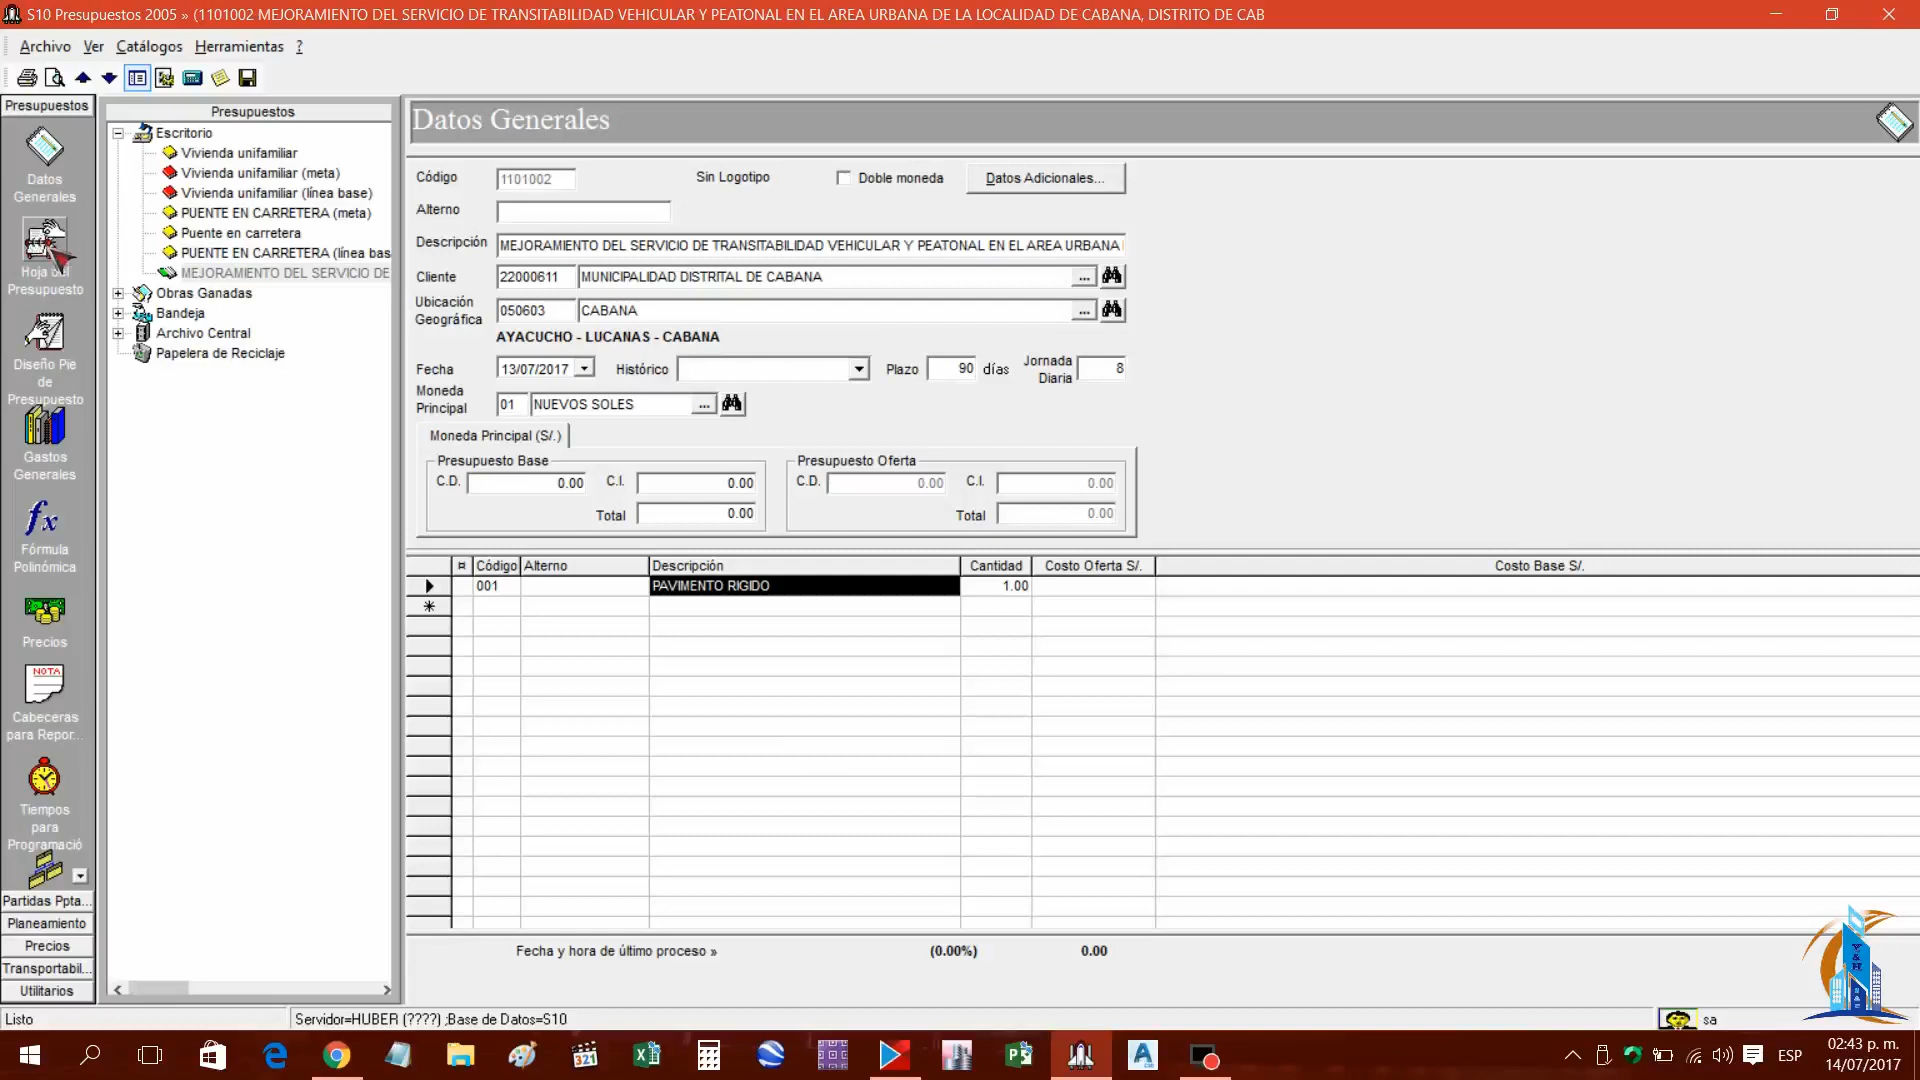 S10 Presupuestos 2005 » (1101002 MEJORAMIENTO DEL SERVICIO DE TRANSITABILIDAD VEHICULAR Y PEATONAL EN EL AREA URBANA DE LA LOCALIDAD DE CABANA, DISTRITO DE CAB
Archivo Ver Catálogos Herramientas ?
Presupuestos
Datos
Generales
Hoja del
Presupuesto
Diseño Pie
de
Presupuesto
Gastos
Generales
fx
Fórmula
Polinómica
Precios
NOTA
Cabeceras
para Repor...
Tiempos
para
Programació
Partidas Ppta...
Planeamiento
Precios
Transportabil...
Utilitarios
Presupuestos
Escritorio
Vivienda unifamiliar
Vivienda unifamiliar (meta)
Vivienda unifamiliar (línea base)
PUENTE EN CARRETERA (meta)
Puente en carretera
PUENTE EN CARRETERA (línea bas
MEJORAMIENTO DEL SERVICIO DE
Obras Ganadas
Bandeja
Archivo Central
Papelera de Reciclaje
Datos Generales
Código 1101002 Sin Logotipo Doble moneda Datos Adicionales...
Alterno
Descripción MEJORAMIENTO DEL SERVICIO DE TRANSITABILIDAD VEHICULAR Y PEATONAL EN EL AREA URBANA
Cliente 22000611 MUNICIPALIDAD DISTRITAL DE CABANA ...
Ubicación
Geográfica 050603 CABANA ...
AYACUCHO - LUCANAS - CABANA
Fecha 13/07/2017 Histórico Plazo 90 días Jornada
Diaria 8
Moneda
Principal 01 NUEVOS SOLES ...
Moneda Principal (S/.)
Presupuesto Base Presupuesto Oferta
C.D. 0.00 C.I. 0.00 C.D. 0.00 C.I. 0.00
Total 0.00 Total 0.00
¤ Código Alterno Descripción Cantidad Costo Oferta S/. Costo Base S/.
001 PAVIMENTO RIGIDO 1.00
Fecha y hora de último proceso » (0.00%) 0.00
Listo Servidor=HUBER (????) ;Base de Datos=S10 sa
ESP
02:43 p. m.
14/07/2017